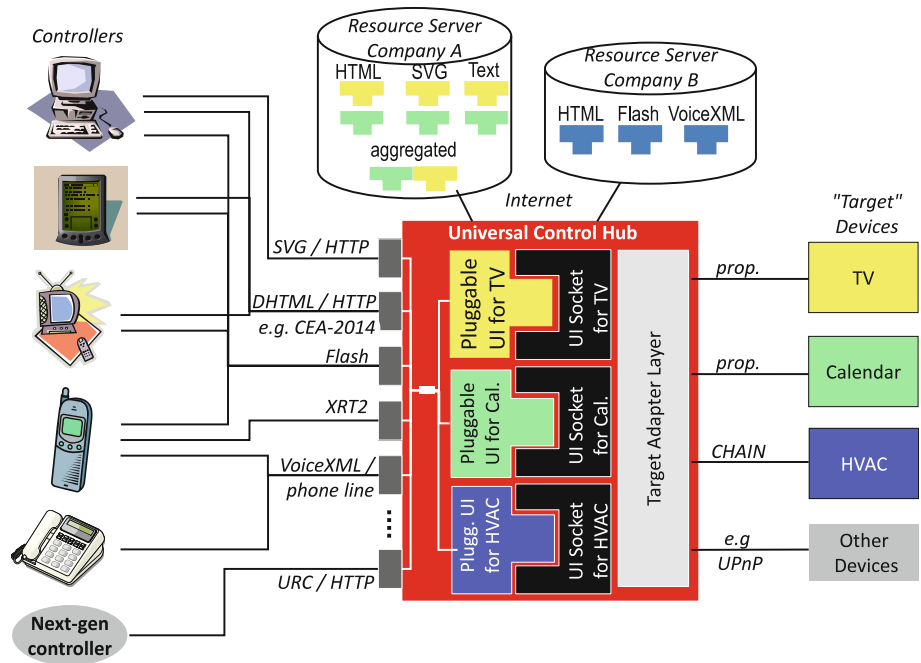 Controllers
Resource Server
Company A
HTML SVG Text
aggregated
Resource Server
Company B
HTML Flash VoiceXML
Internet
"Target"
Devices
Universal Control Hub
SVG / HTTP
DHTML / HTTP
e.g. CEA-2014
Flash
XRT2
VoiceXML /
phone line
URC / HTTP
Pluggable
UI for TV
UI Socket
for TV
Pluggable
UI for Cal.
UI Socket
for Cal.
Plugg. UI
for HVAC
UI Socket
for HVAC
Target Adapter Layer
prop.
TV
prop.
Calendar
CHAIN
HVAC
e.g
UPnP
Other
Devices
Next-gen
controller